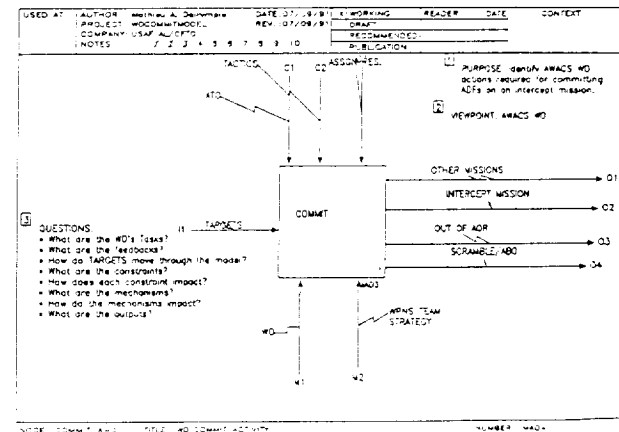 USED AT AUTHOR Mathieu A. Dalrymple DATE 07/09/91 WORKING READER DATE CONTEXT
PROJECT WDCOMMITMODEL REV. 07/09/91 DRAFT
COMPANY USAF AL/CFTO RECOMMENDED
NOTES 1 2 3 4 5 6 7 8 9 10 PUBLICATION
TACTICS C1 C2 ASSIGN RES.
ATO
1 PURPOSE: Identify AWACS WD
actions required for committing
ADFs on an intercept mission.
2 VIEWPOINT: AWACS WD
OTHER MISSIONS O1
INTERCEPT MISSION O2
OUT OF AOR O3
SCRAMBLE/ABO O4
COMMIT
I1 TARGETS
3 QUESTIONS:
• What are the WD's Tasks?
• What are the feedbacks?
• How do TARGETS move through the model?
• What are the constraints?
• How does each constraint impact?
• What are the mechanisms?
• How do the mechanisms impact?
• What are the outputs?
WD
WPNS TEAM
STRATEGY
M1 M2
NODE: COMMIT TITLE: WD COMMIT ACTIVITY NUMBER: